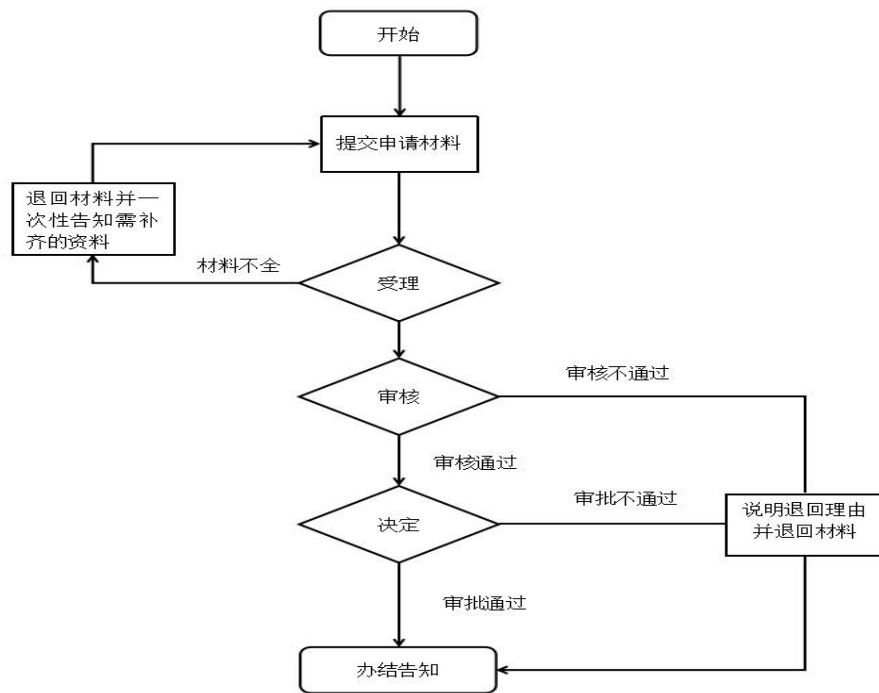 开始
提交申请材料
退回材料并一
次性告知需补
齐的资料
材料不全
受理
审核不通过
审核
审核通过
审批不通过
说明退回理由
并退回材料
决定
审批通过
办结告知